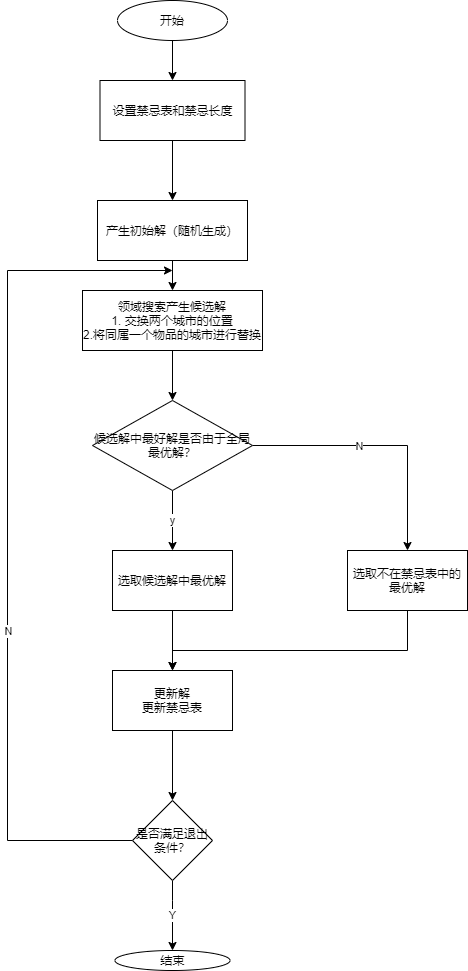 开始
设置禁忌表和禁忌长度
产生初始解（随机生成）
领域搜索产生候选解
1. 交换两个城市的位置
2.将同属一个物品的城市进行替换
候选解中最好解是否由于全局
最优解？
N
y
选取候选解中最优解
选取不在禁忌表中的
最优解
N
更新解
更新禁忌表
是否满足退出
条件？
Y
结束